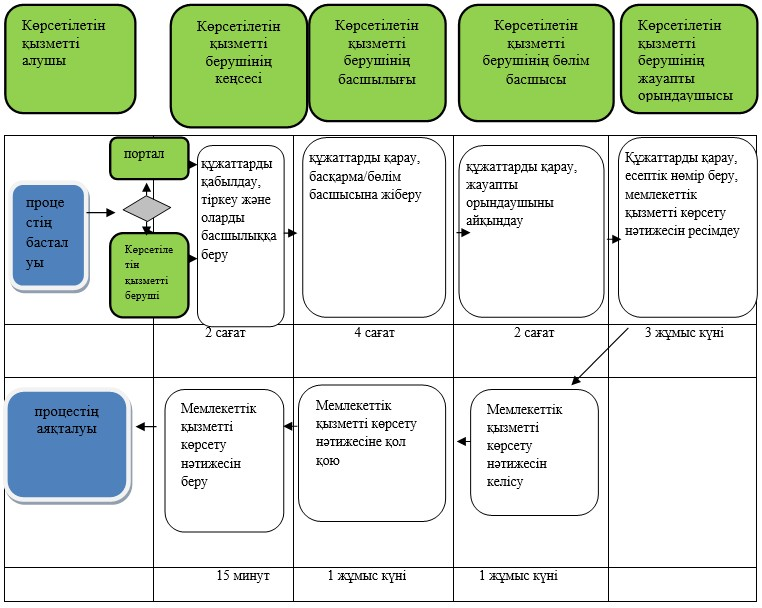 Көрсетілетін
қызметті
алушы
Көрсетілетін
қызметті
берушінің
кеңсесі
Көрсетілетін
қызметті
берушінің
басшылығы
Көрсетілетін
қызметті
берушінің бөлім
басшысы
Көрсетілетін
қызметті
берушінің
жауапты
орындаушысы
проце
стің
бастал
уы
портал
Көрсетіле
тін
қызметті
беруші
құжаттарды
қабылдау,
тіркеу және
оларды
басшылыққа
беру
құжаттарды қарау,
басқарма/бөлім
басшысына жіберу
құжаттарды қарау,
жауапты
орындаушыны
айқындау
Құжаттарды қарау,
есептік нөмір беру,
мемлекеттік
қызметті көрсету
нәтижесін ресімдеу
2 сағат
4 сағат
2 сағат
3 жұмыс күні
процестің
аяқталуы
Мемлекеттік
қызметті
көрсету
нәтижесін
беру
Мемлекеттік
қызметті көрсету
нәтижесіне қол
қою
Мемлекеттік
қызметті
көрсету
нәтижесін
келісу
15 минут
1 жұмыс күні
1 жұмыс күні